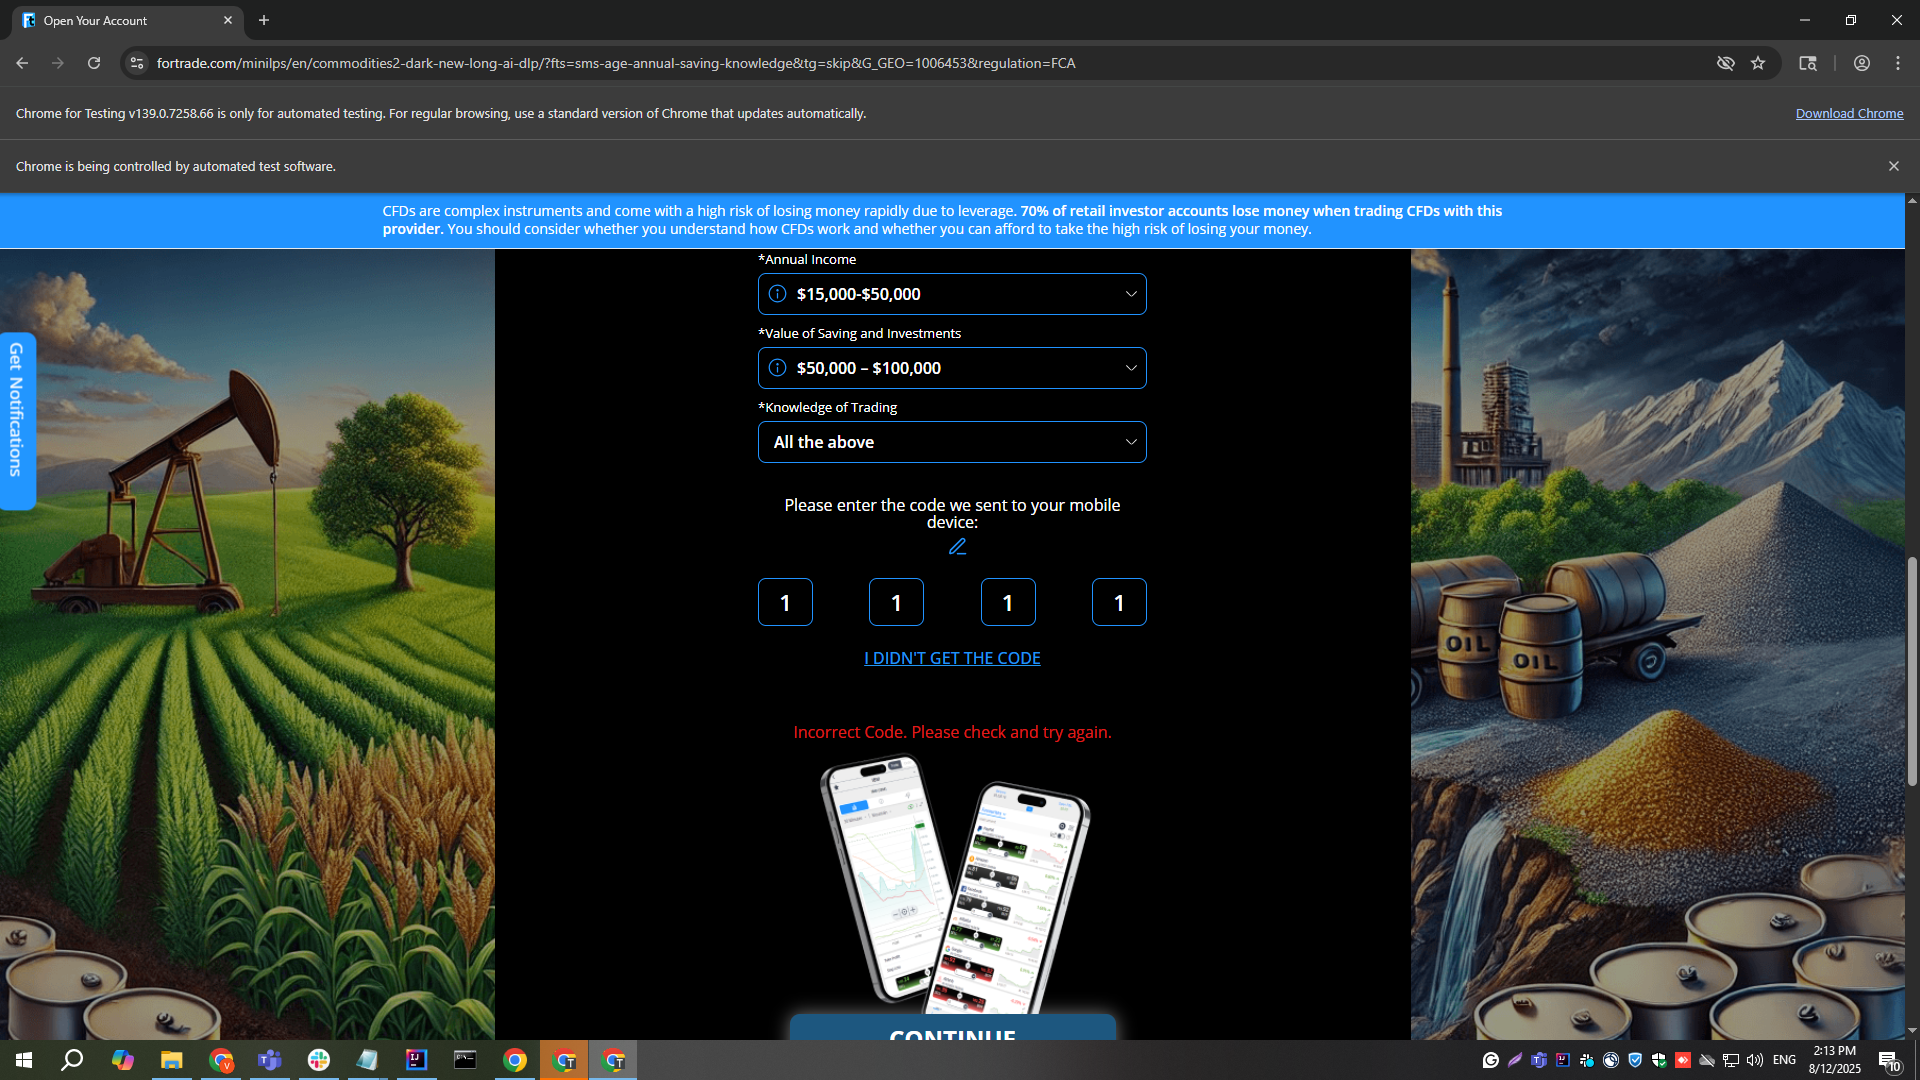 Open Your Account
fortrade.com/minilps/en/commodities2-dark-new-long-ai-dlp/?fts=sms-age-annual-saving-knowledge&tg=skip&G_GEO=1006453&regulation=FCA
Chrome for Testing v139.0.7258.66 is only for automated testing. For regular browsing, use a standard version of Chrome that updates automatically.
Download Chrome
Chrome is being controlled by automated test software.
CFDs are complex instruments and come with a high risk of losing money rapidly due to leverage. 70% of retail investor accounts lose money when trading CFDs with this
provider. You should consider whether you understand how CFDs work and whether you can afford to take the high risk of losing your money.
Get Notifications
*Annual Income
$15,000-$50,000
*Value of Saving and Investments
$50,000 – $100,000
*Knowledge of Trading
All the above
Please enter the code we sent to your mobile
device:
1 1 1 1
I DIDN'T GET THE CODE
Incorrect Code. Please check and try again.
OIL
OIL
CONTINUE
ENG
2:13 PM
8/12/2025
10